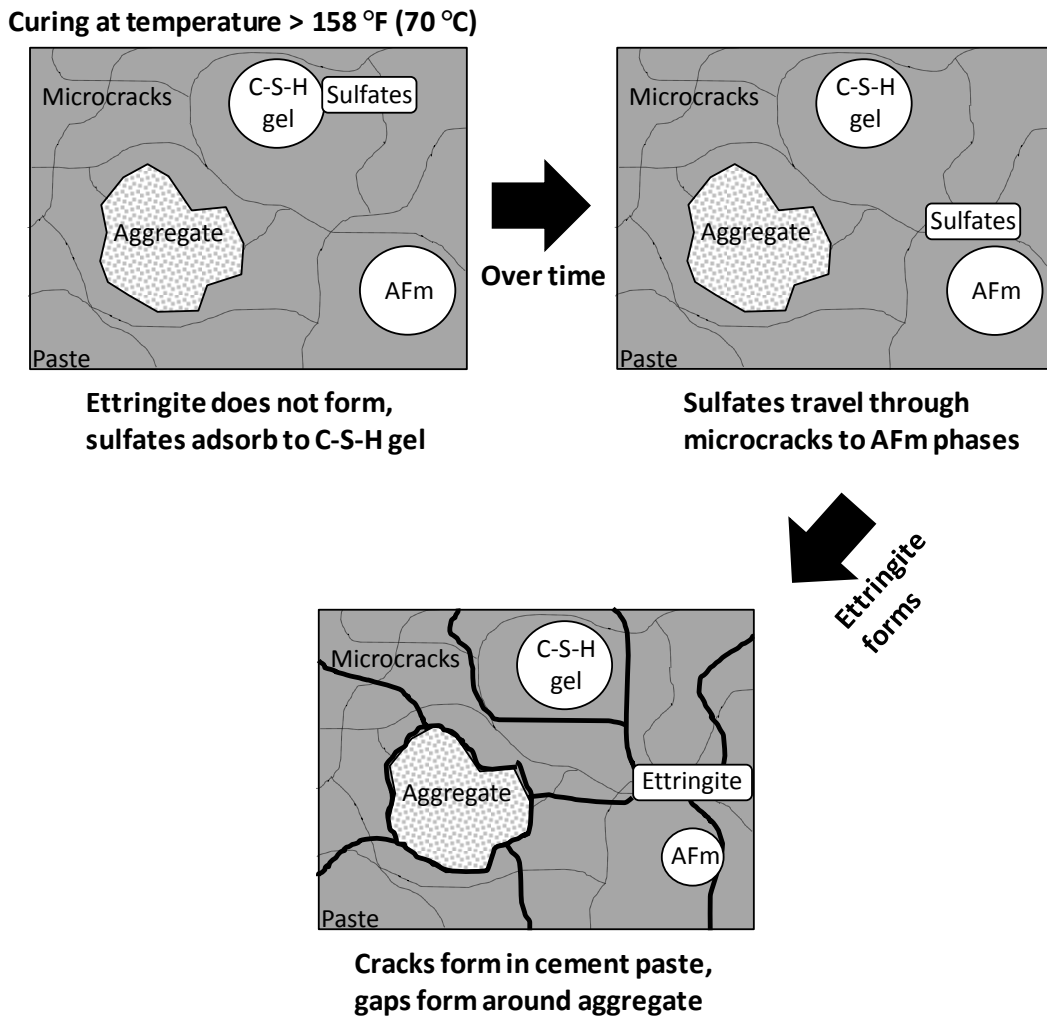 Curing at temperature > 158 °F (70 °C)
Microcracks
C-S-H
gel
Sulfates
Aggregate
AFm
Paste
Ettringite does not form,
sulfates adsorb to C-S-H gel
Over time
Microcracks
C-S-H
gel
Sulfates
Aggregate
AFm
Paste
Sulfates travel through
microcracks to AFm phases
Ettringite
forms
Microcracks
C-S-H
gel
Ettringite
Aggregate
AFm
Paste
Cracks form in cement paste,
gaps form around aggregate